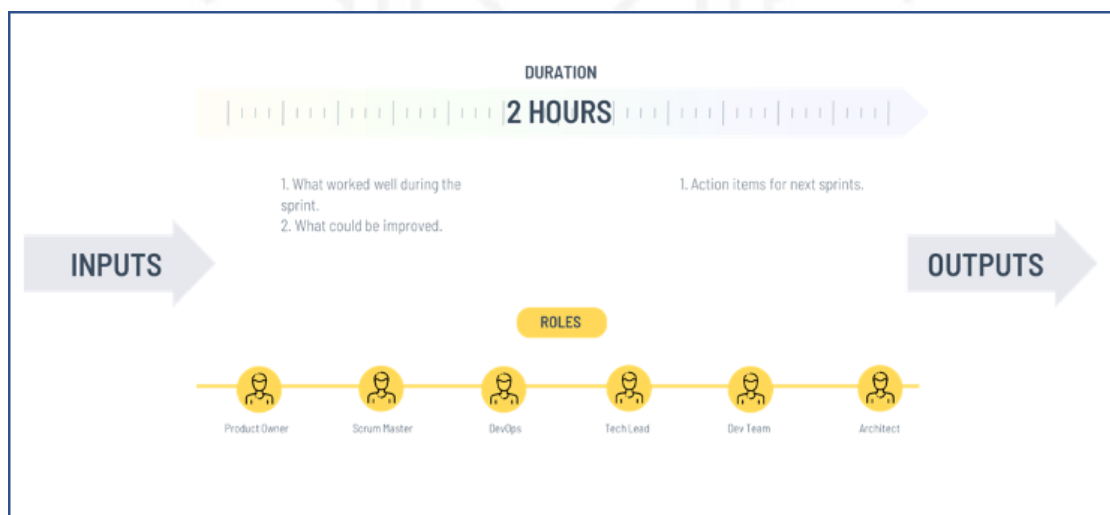 DURATION
2 HOURS
1. What worked well during the
sprint.
2. What could be improved.
1. Action items for next sprints.
INPUTS
OUTPUTS
ROLES
Product Owner
Scrum Master
DevOps
Tech Lead
Dev Team
Architect